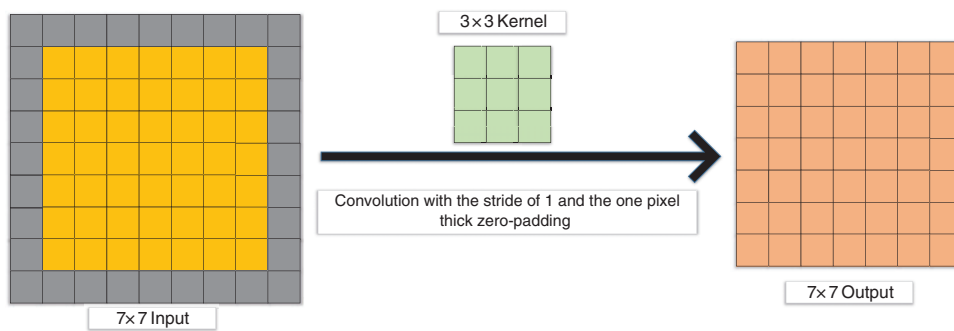 3×3 Kernel
Convolution with the stride of 1 and the one pixel
thick zero-padding
7×7 Input
7×7 Output